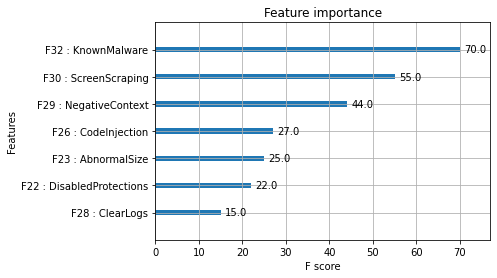 Feature importance
Features
F32 : KnownMalware
70.0
F30 : ScreenScraping
55.0
F29 : NegativeContext
44.0
F26 : CodeInjection
27.0
F23 : AbnormalSize
25.0
F22 : DisabledProtections
22.0
F28 : ClearLogs
15.0
0 10 20 30 40 50 60 70
F score